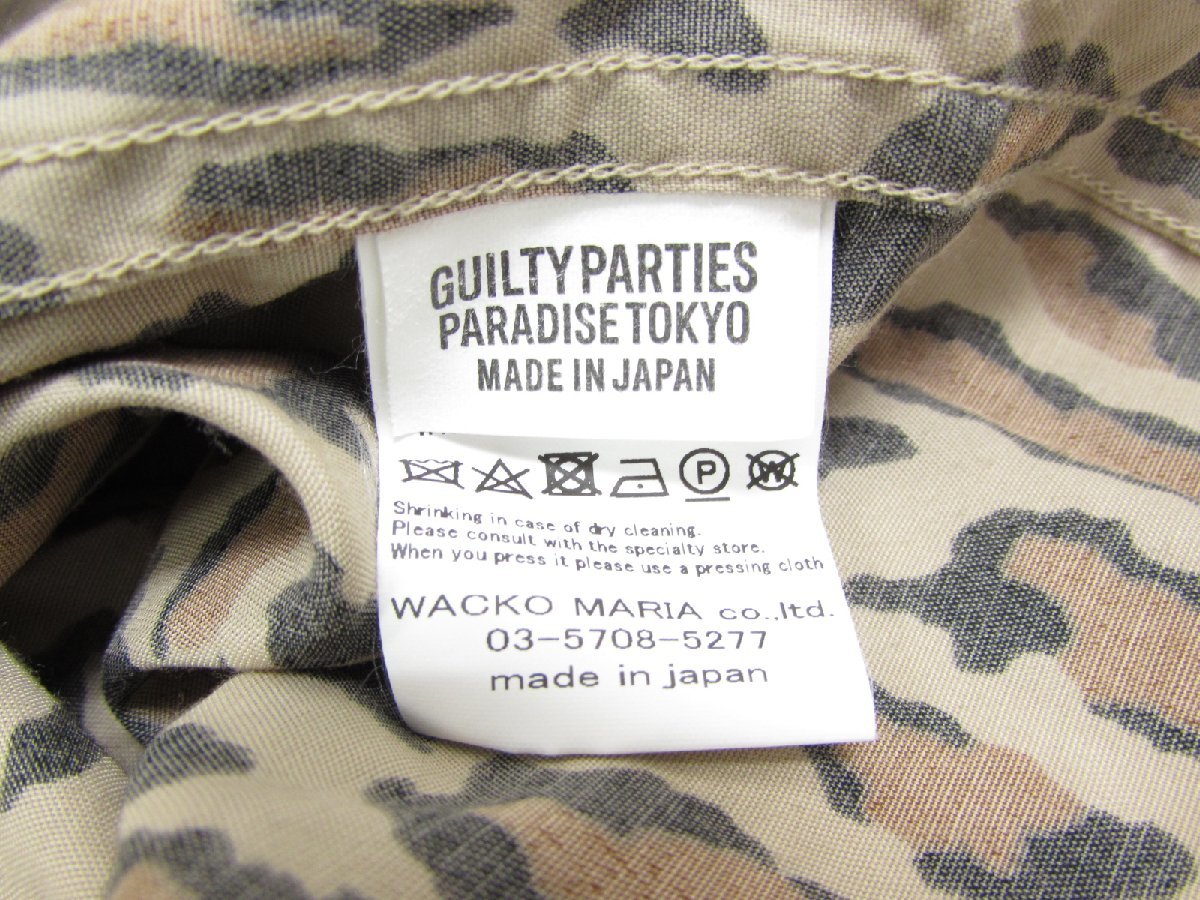 GUILTY PARTIES
PARADISE TOKYO
MADE IN JAPAN
P W
Shrinking in case of dry cleaning.
Please consult with the specialty store.
When you press it please use a pressing cloth
WACKO MARIA co.,ltd.
03-5708-5277
made in japan